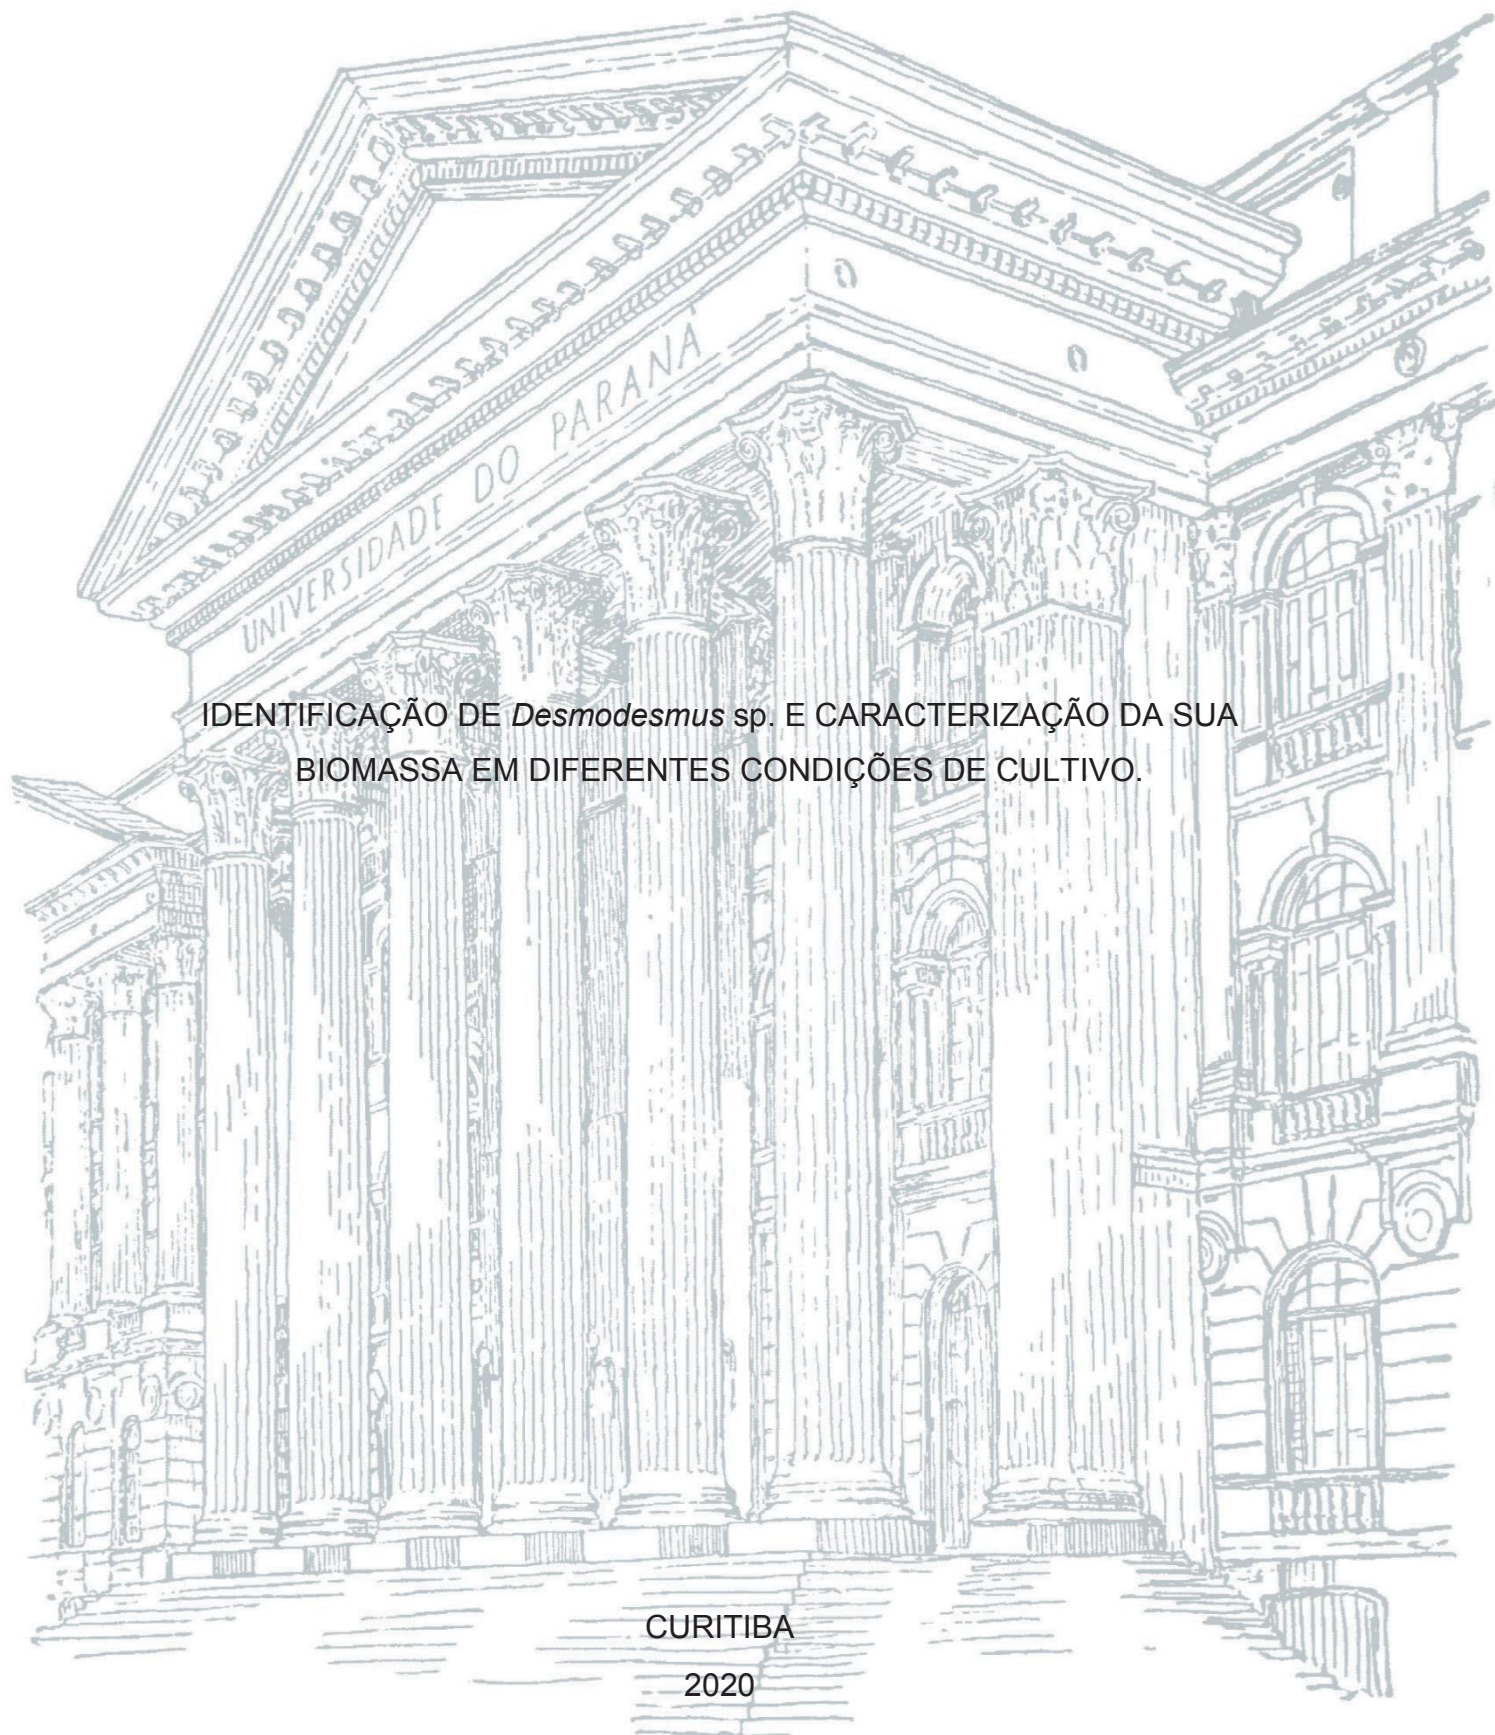 UNIVERSIDADE DO PARANÁ
IDENTIFICAÇÃO DE Desmodesmus sp. E CARACTERIZAÇÃO DA SUA
BIOMASSA EM DIFERENTES CONDIÇÕES DE CULTIVO.
CURITIBA
2020